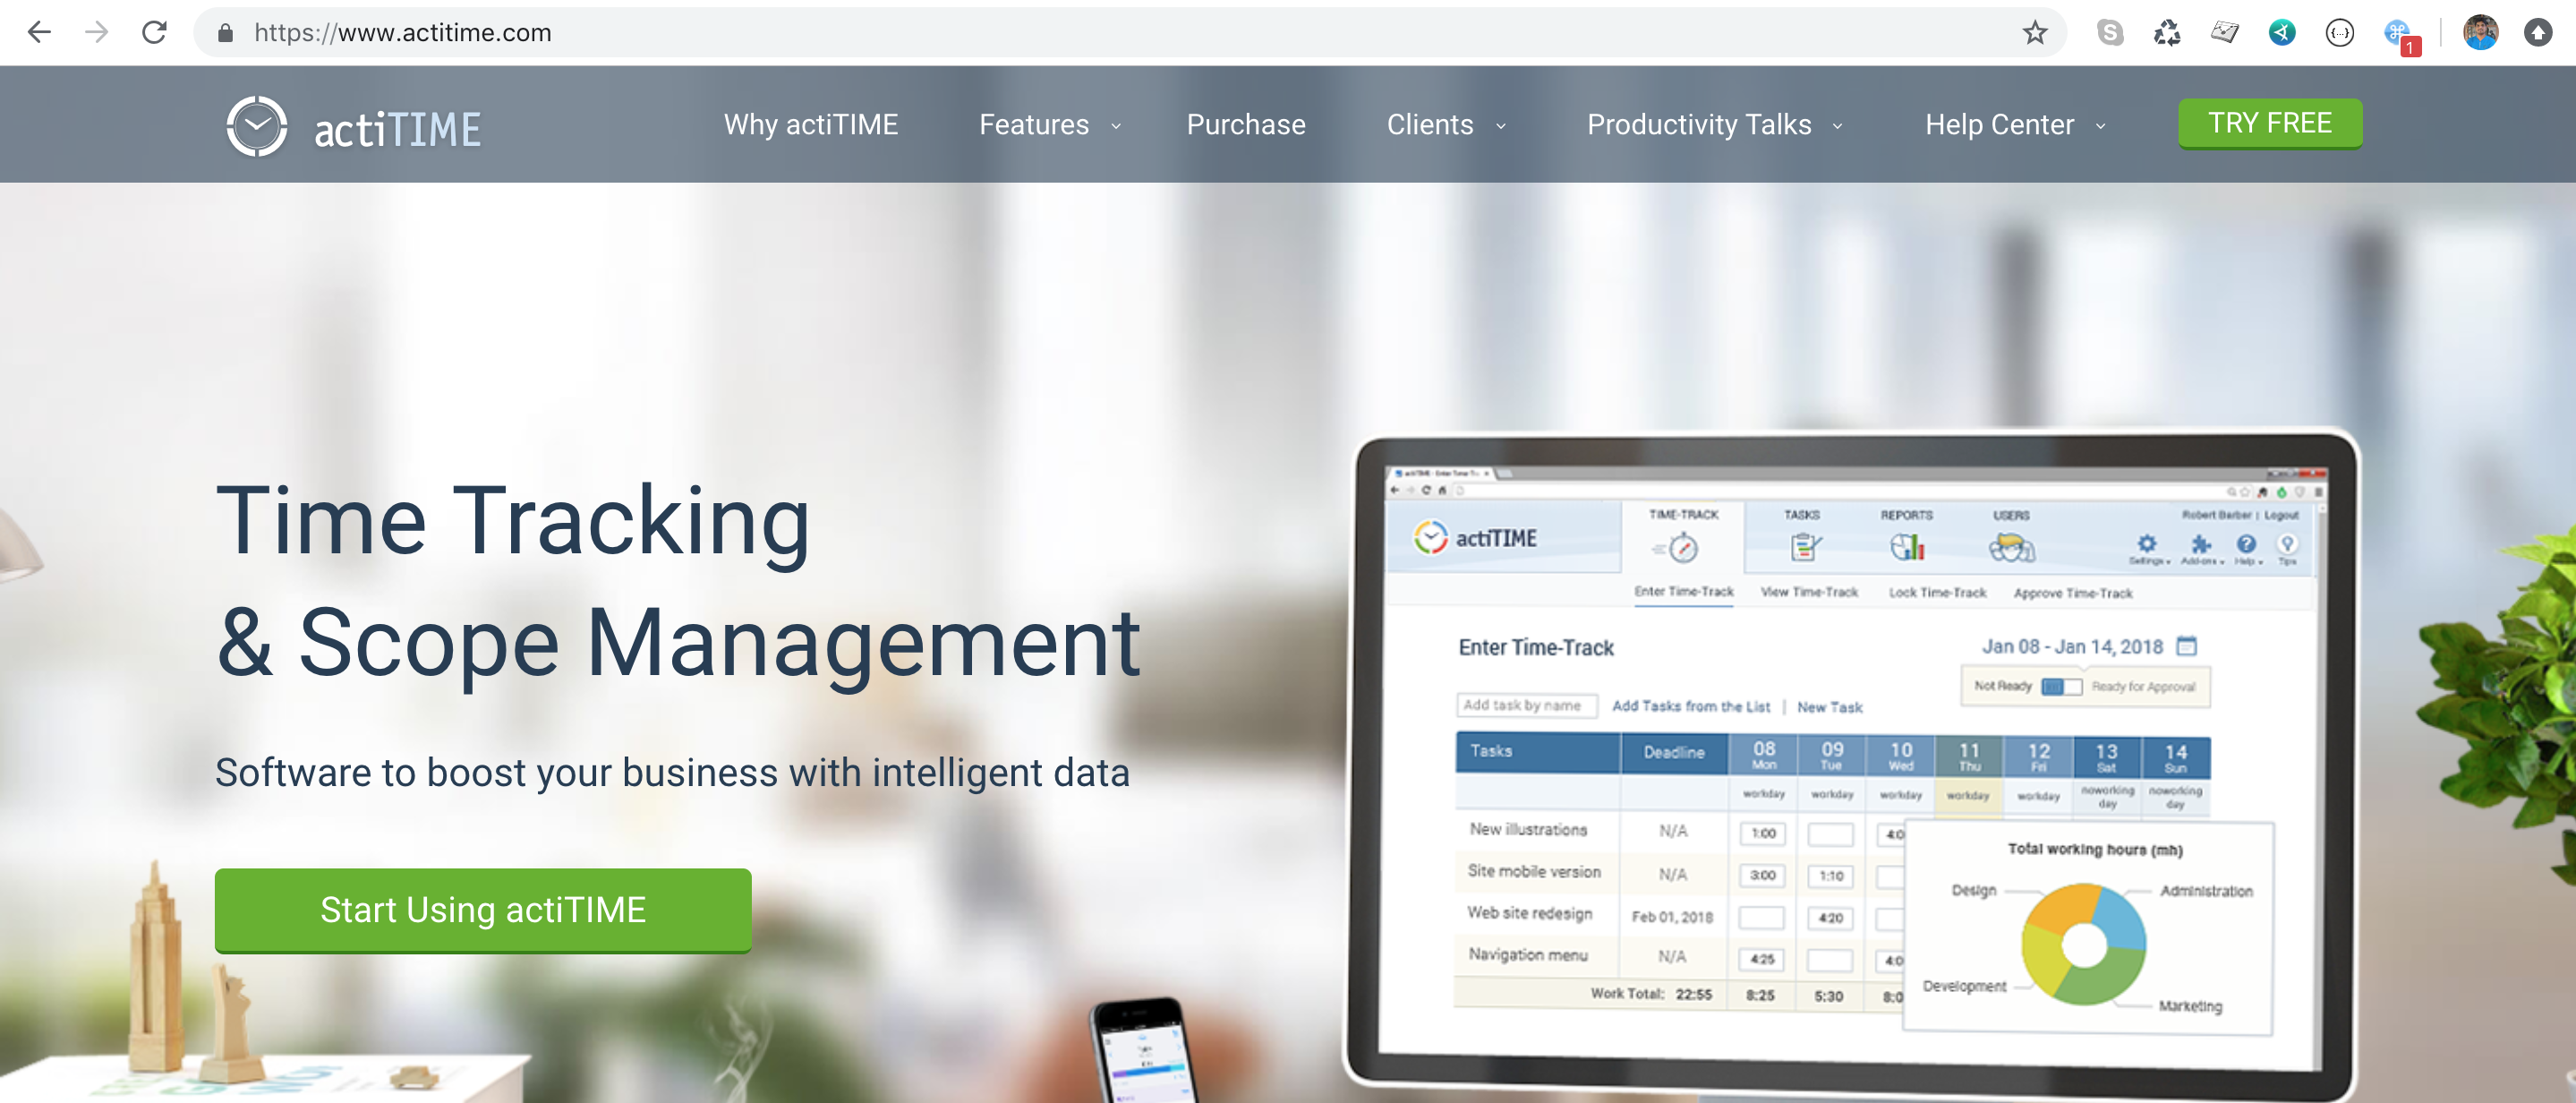 https://www.actitime.com
1
actiTIME
Why actiTIME
Features
Purchase
Clients
Productivity Talks
Help Center
TRY FREE
Time Tracking
& Scope Management
Software to boost your business with intelligent data
Start Using actiTIME
actiTIME
TIME-TRACK
TASKS
REPORTS
USERS
Robert Barber | Logout
Settings
Add-ons
Help
Tips
Enter Time-Track
View Time-Track
Lock Time-Track
Approve Time-Track
Enter Time-Track
Jan 08 - Jan 14, 2018
Not Ready
Ready for Approval
Add task by name
Add Tasks from the List | New Task
Tasks Deadline 08 09 10 11 12 13 14
Mon Tue Wed Thu Fri Sat Sun
workday workday workday workday workday noworking day noworking day
New illustrations N/A 1:00 4:0
Site mobile version N/A 3:00 1:10
Web site redesign Feb 01, 2018 4:20
Navigation menu N/A 4:25 4:0
Work Total: 22:55 8:25 5:30 8:0
Total working hours (mh)
Design
Administration
Development
Marketing